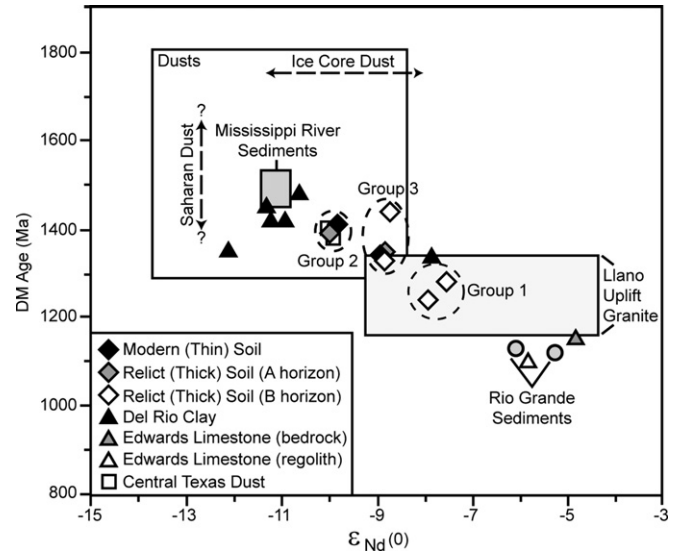 1800
1600
1400
1200
1000
800
DM Age (Ma)
Dusts
Ice Core Dust
?
Saharan Dust
?
Mississippi River
Sediments
Group 3
Group 2
Group 1
Llano
Uplift
Granite
Rio Grande
Sediments
Modern (Thin) Soil
Relict (Thick) Soil (A horizon)
Relict (Thick) Soil (B horizon)
Del Rio Clay
Edwards Limestone (bedrock)
Edwards Limestone (regolith)
Central Texas Dust
-15 -13 -11 -9 -7 -5 -3
εNd(0)